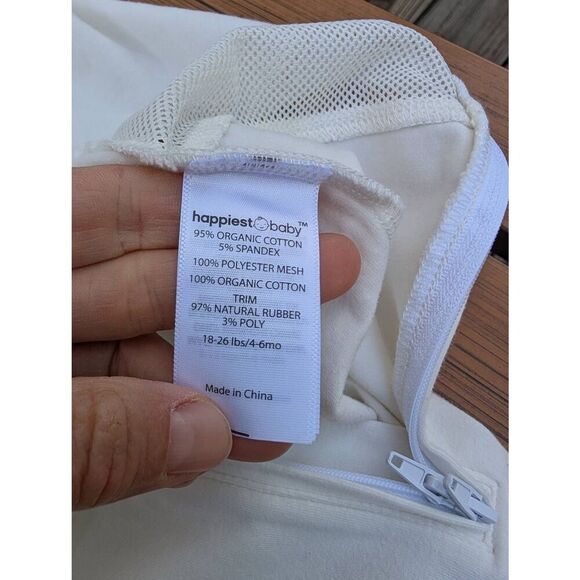 happiest baby™
95% ORGANIC COTTON
5% SPANDEX
100% POLYESTER MESH
100% ORGANIC COTTON
TRIM
97% NATURAL RUBBER
3% POLY
18-26 lbs/4-6mo
Made in China